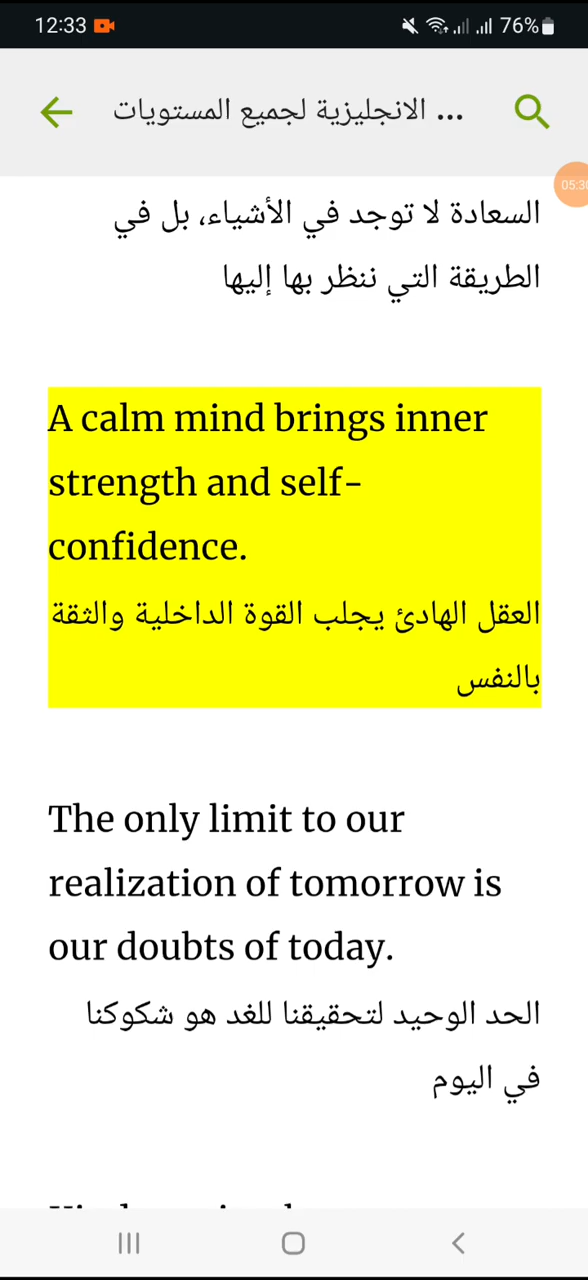 12:33
76%
... الانجليزية لجميع المستويات
05:30
السعادة لا توجد في الأشياء، بل في
الطريقة التي ننظر بها إليها
A calm mind brings inner
strength and self-
confidence.
العقل الهادئ يجلب القوة الداخلية والثقة
بالنفس
The only limit to our
realization of tomorrow is
our doubts of today.
الحد الوحيد لتحقيقنا للغد هو شكوكنا
في اليوم